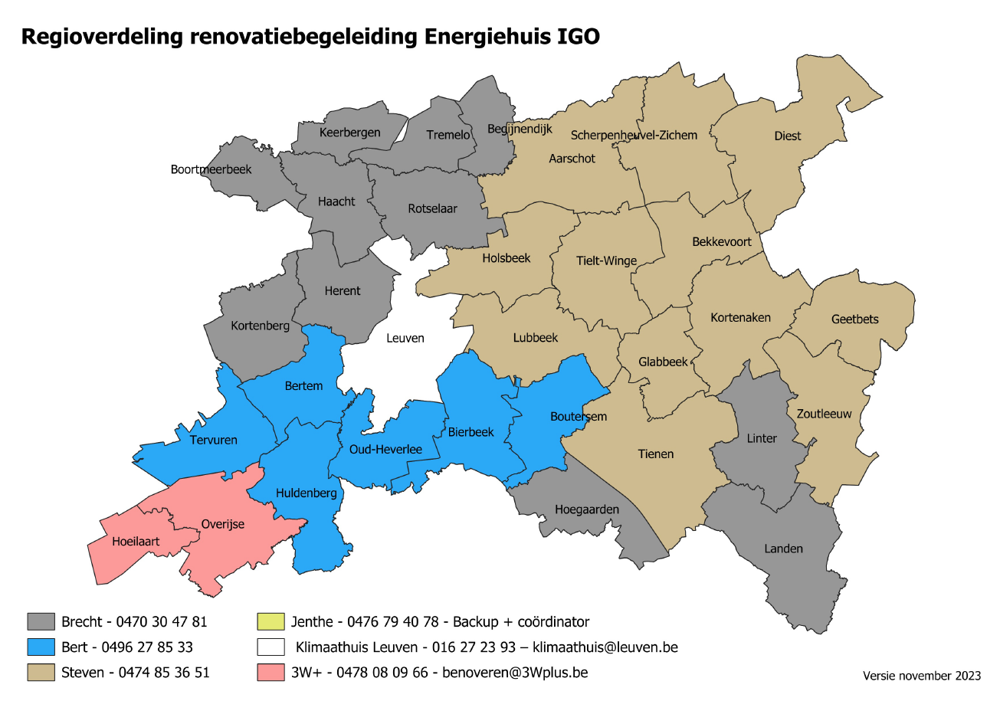 Regioverdeling renovatiebegeleiding Energiehuis IGO
Keerbergen
Tremelo
Begijnendijk
Scherpenheuvel-Zichem
Diest
Aarschot
Boortmeerbeek
Haacht
Rotselaar
Bekkevoort
Holsbeek
Tielt-Winge
Herent
Kortenberg
Leuven
Lubbeek
Kortenaken
Geetbets
Glabbeek
Bertem
Boutersem
Zoutleeuw
Bierbeek
Tervuren
Oud-Heverlee
Linter
Tienen
Huldenberg
Hoegaarden
Overijse
Hoeilaart
Landen
Brecht - 0470 30 47 81
Bert - 0496 27 85 33
Steven - 0474 85 36 51
Jenthe - 0476 79 40 78 - Backup + coördinator
Klimaathuis Leuven - 016 27 23 93 – klimaathuis@leuven.be
3W+ - 0478 08 09 66 - benoveren@3Wplus.be
Versie november 2023